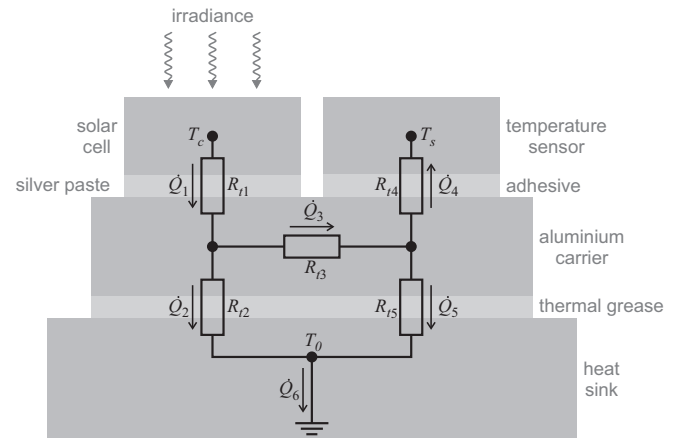 irradiance
solar
cell
T_c
T_s
temperature
sensor
silver paste
Q̇_1
R_t1
R_t4
Q̇_4
adhesive
Q̇_3
R_t3
aluminium
carrier
Q̇_2
R_t2
R_t5
Q̇_5
thermal grease
T_0
Q̇_6
heat
sink